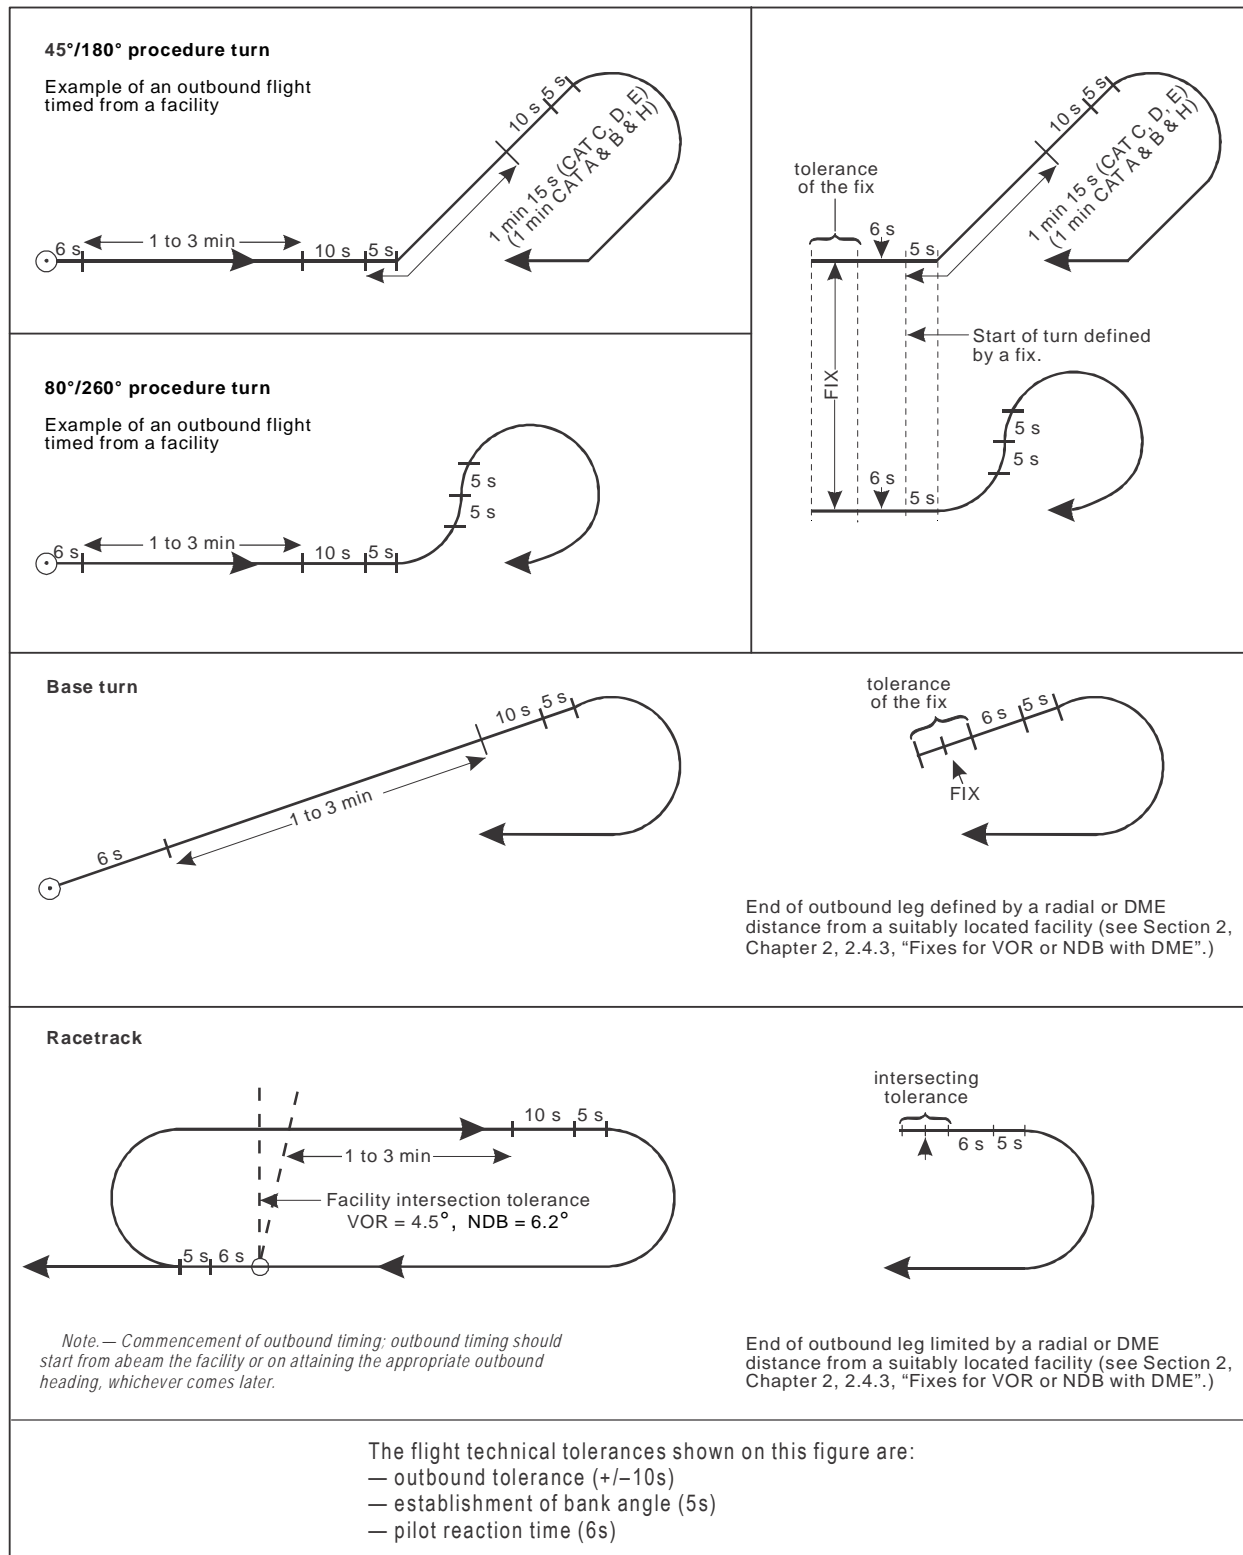 45°/180° procedure turn
Example of an outbound flight
timed from a facility
6 s
1 to 3 min
10 s
5 s
10 s
5 s
1 min 15 s (CAT C, D, E)
(1 min CAT A & B & H)
80°/260° procedure turn
Example of an outbound flight
timed from a facility
6 s
1 to 3 min
10 s
5 s
5 s
5 s
tolerance
of the fix
6 s
5 s
10 s
5 s
1 min 15 s (CAT C, D, E)
(1 min CAT A & B & H)
Start of turn defined
by a fix.
FIX
6 s
5 s
5 s
5 s
Base turn
6 s
1 to 3 min
10 s
5 s
tolerance
of the fix
6 s
5 s
FIX
End of outbound leg defined by a radial or DME
distance from a suitably located facility (see Section 2,
Chapter 2, 2.4.3, “Fixes for VOR or NDB with DME”.)
Racetrack
10 s
5 s
1 to 3 min
Facility intersection tolerance
VOR = 4.5°, NDB = 6.2°
5 s
6 s
Note.— Commencement of outbound timing; outbound timing should
start from abeam the facility or on attaining the appropriate outbound
heading, whichever comes later.
intersecting
tolerance
6 s
5 s
End of outbound leg limited by a radial or DME
distance from a suitably located facility (see Section 2,
Chapter 2, 2.4.3, “Fixes for VOR or NDB with DME”.)
The flight technical tolerances shown on this figure are:
— outbound tolerance (+/–10s)
— establishment of bank angle (5s)
— pilot reaction time (6s)